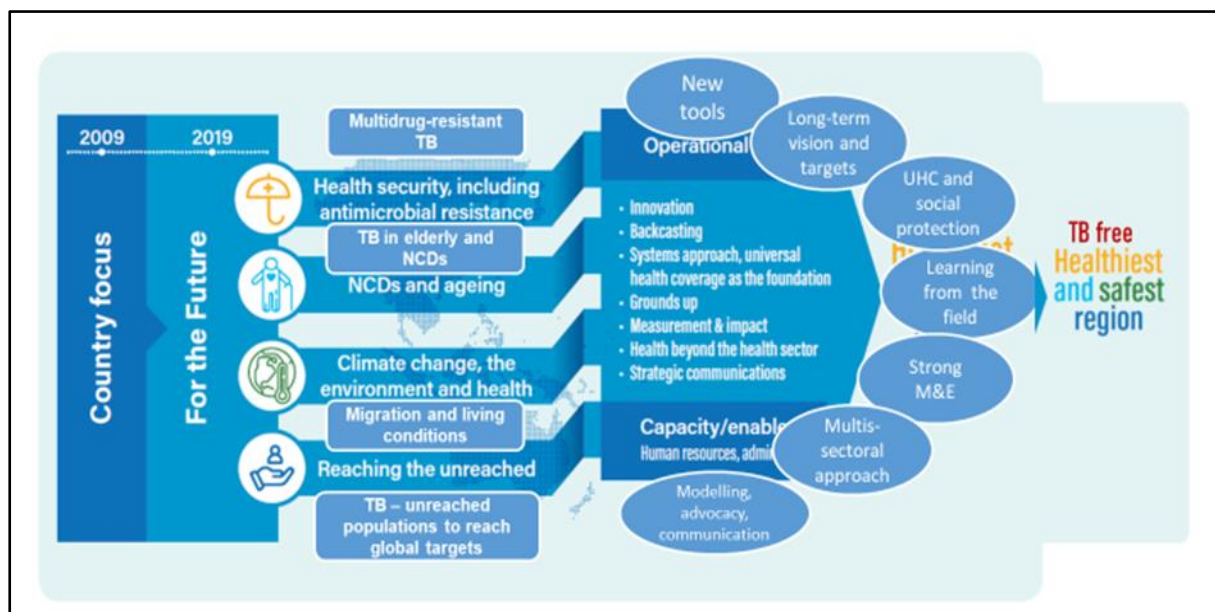 2009
2019
Country focus
For the Future
Multidrug-resistant
TB
Health security, including
antimicrobial resistance
TB in elderly and
NCDs
NCDs and ageing
Climate change, the
environment and health
Migration and living
conditions
Reaching the unreached
TB – unreached
populations to reach
global targets
Operational
• Innovation
• Backcasting
• Systems approach, universal
health coverage as the foundation
• Grounds up
• Measurement & impact
• Health beyond the health sector
• Strategic communications
Capacity/enable
Human resources, admi
New
tools
Long-term
vision and
targets
UHC and
social
protection
Learning
from the
field
Strong
M&E
Multis-
sectoral
approach
Modelling,
advocacy,
communication
TB free
Healthiest
and safest
region